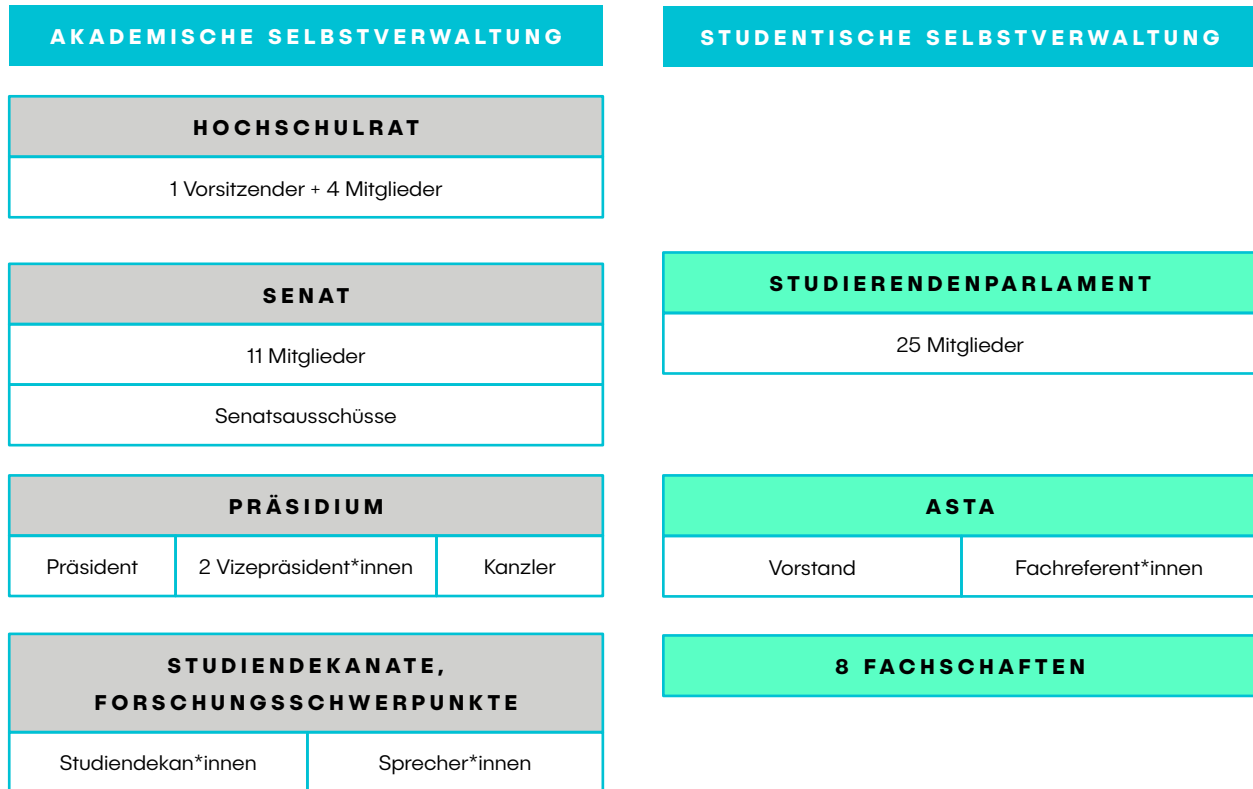 AKADEMISCHE SELBSTVERWALTUNG
HOCHSCHULRAT
1 Vorsitzender + 4 Mitglieder
SENAT
11 Mitglieder
Senatsausschüsse
PRÄSIDIUM
Präsident
2 Vizepräsident*innen
Kanzler
STUDIENDEKANATE,
FORSCHUNGSSCHWERPUNKTE
Studiendekan*innen
Sprecher*innen
STUDENTISCHE SELBSTVERWALTUNG
STUDIERENDENPARLAMENT
25 Mitglieder
ASTA
Vorstand
Fachreferent*innen
8 FACHSCHAFTEN